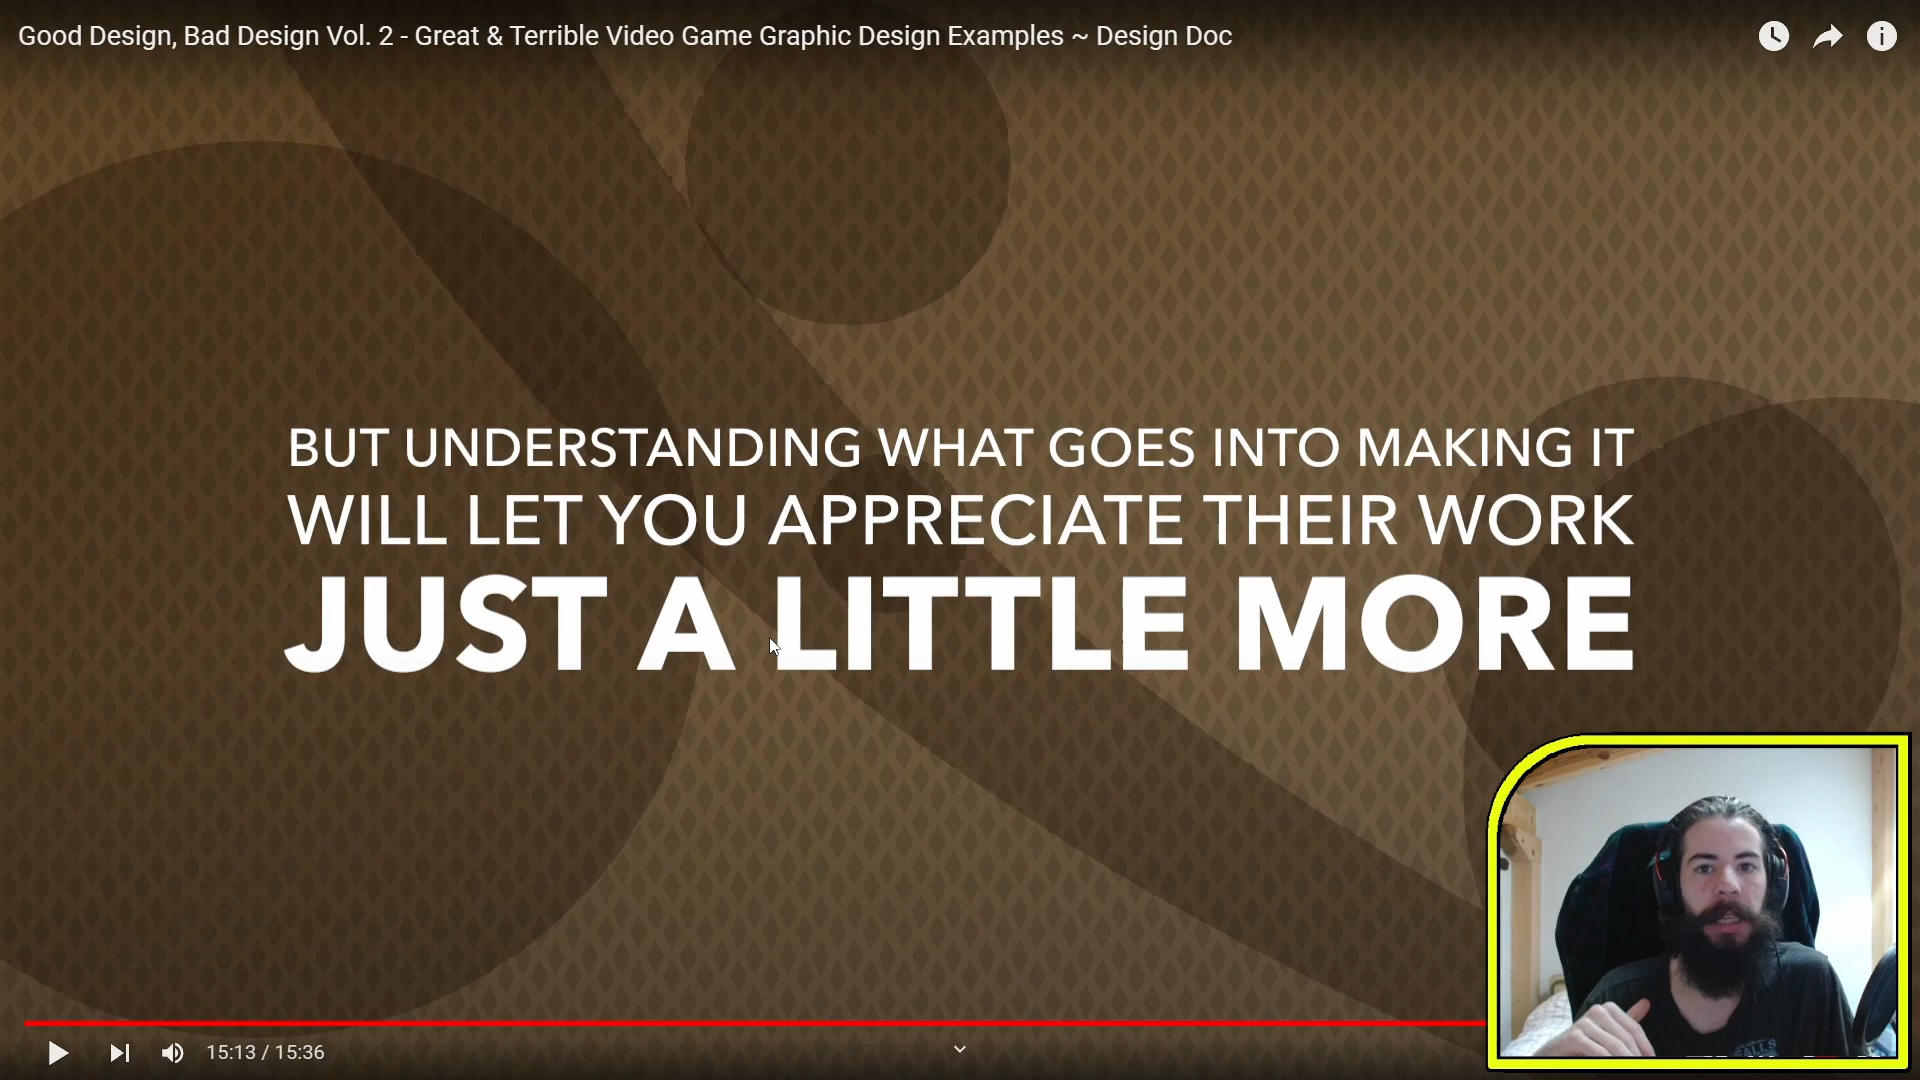 Good Design, Bad Design Vol. 2 - Great & Terrible Video Game Graphic Design Examples ~ Design Doc
BUT UNDERSTANDING WHAT GOES INTO MAKING IT
WILL LET YOU APPRECIATE THEIR WORK
JUST A LITTLE MORE
15:13 / 15:36